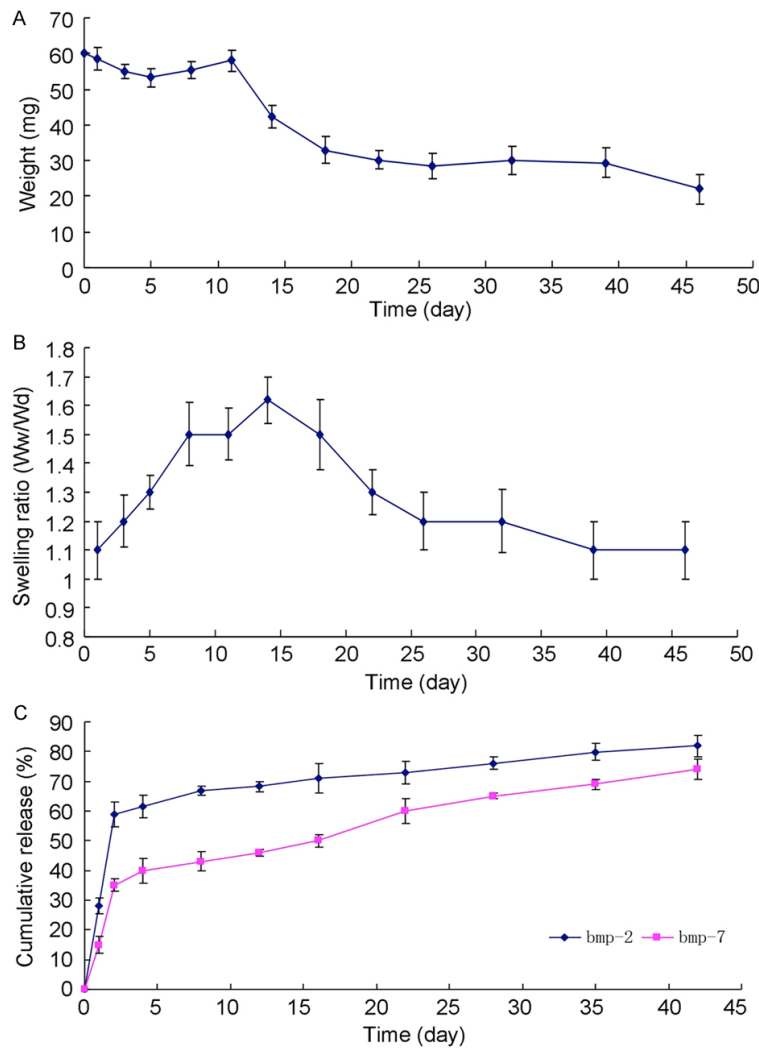 A
70
60
50
40
30
20
10
0
Weight (mg)
0 5 10 15 20 25 30 35 40 45 50
Time (day)
B
1.8
1.7
1.6
1.5
1.4
1.3
1.2
1.1
1
0.9
0.8
Swelling ratio (Ww/Wd)
0 5 10 15 20 25 30 35 40 45 50
Time (day)
C
90
80
70
60
50
40
30
20
10
0
Cumulative release (%)
bmp-2 bmp-7
0 5 10 15 20 25 30 35 40 45
Time (day)